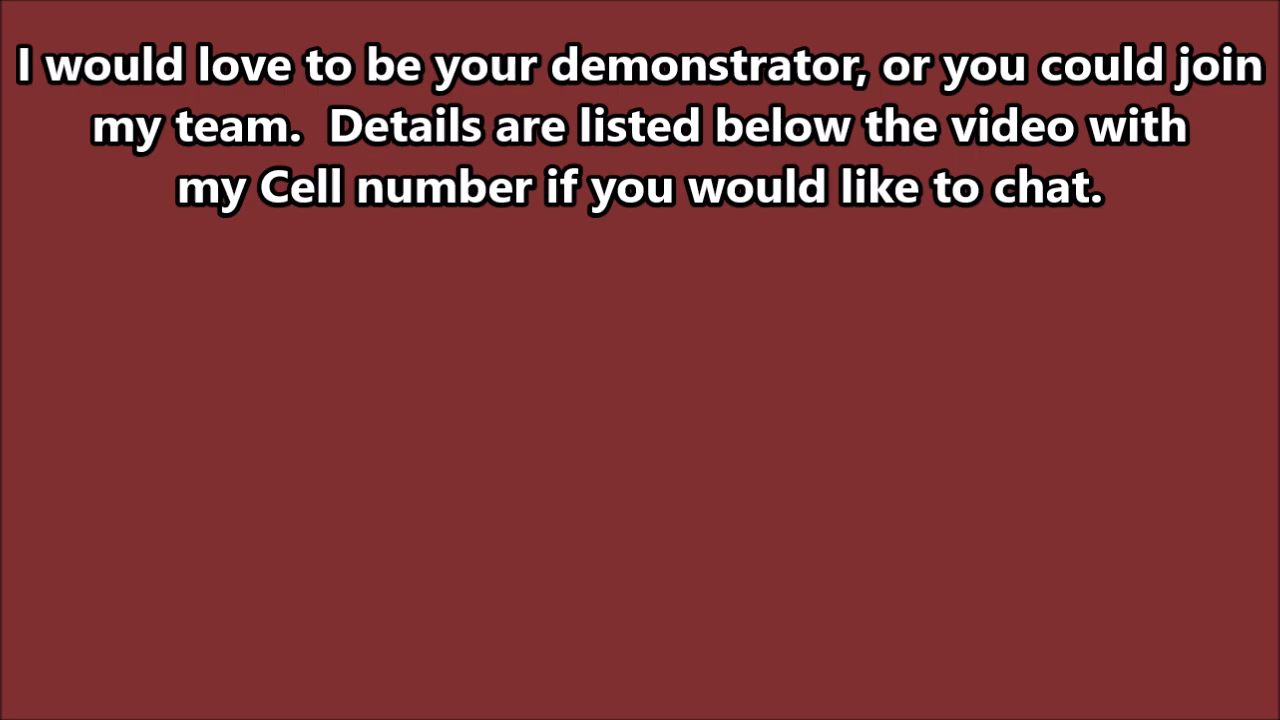 I would love to be your demonstrator, or you could join
my team.  Details are listed below the video with
my Cell number if you would like to chat.